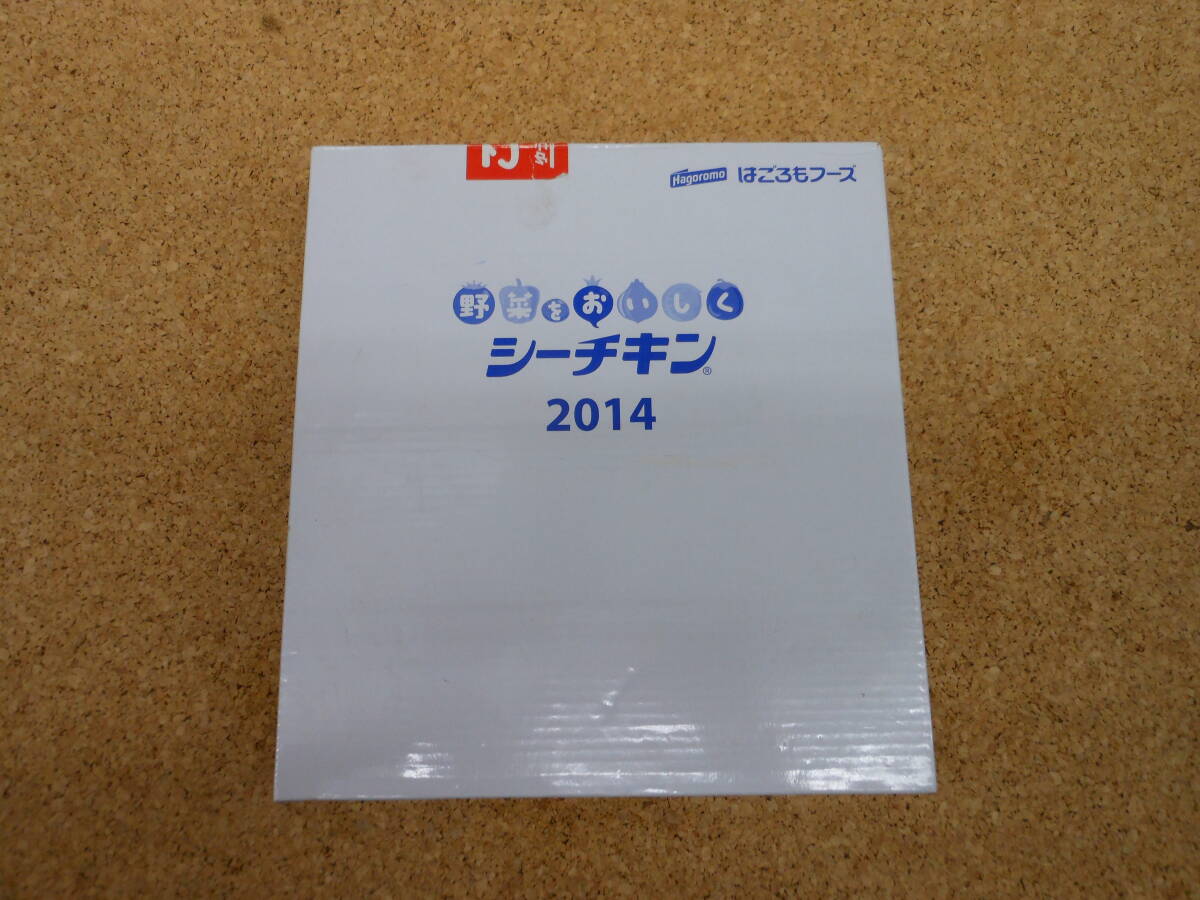 Hagoromo はごろもフーズ
野菜をおいしく
シーチキン®
2014